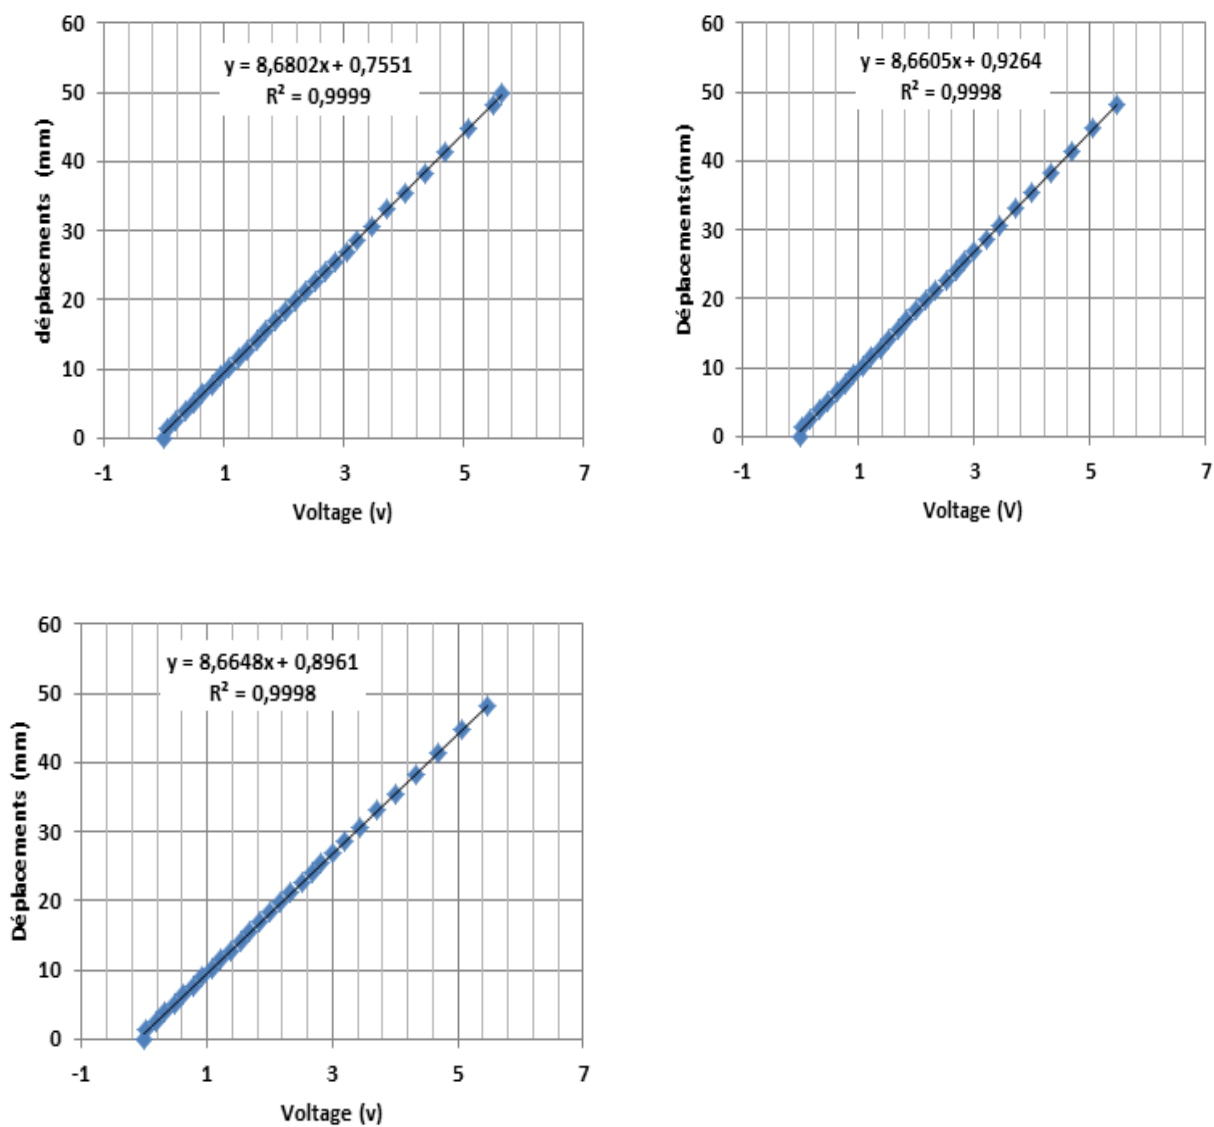 60
50
40
30
20
10
0
-1 1 3 5 7
déplacements (mm)
Voltage (v)
y = 8,6802x + 0,7551
R² = 0,9999
60
50
40
30
20
10
0
-1 1 3 5 7
Déplacements(mm)
Voltage (V)
y = 8,6605x + 0,9264
R² = 0,9998
60
50
40
30
20
10
0
-1 1 3 5 7
Déplacements (mm)
Voltage (v)
y = 8,6648x + 0,8961
R² = 0,9998